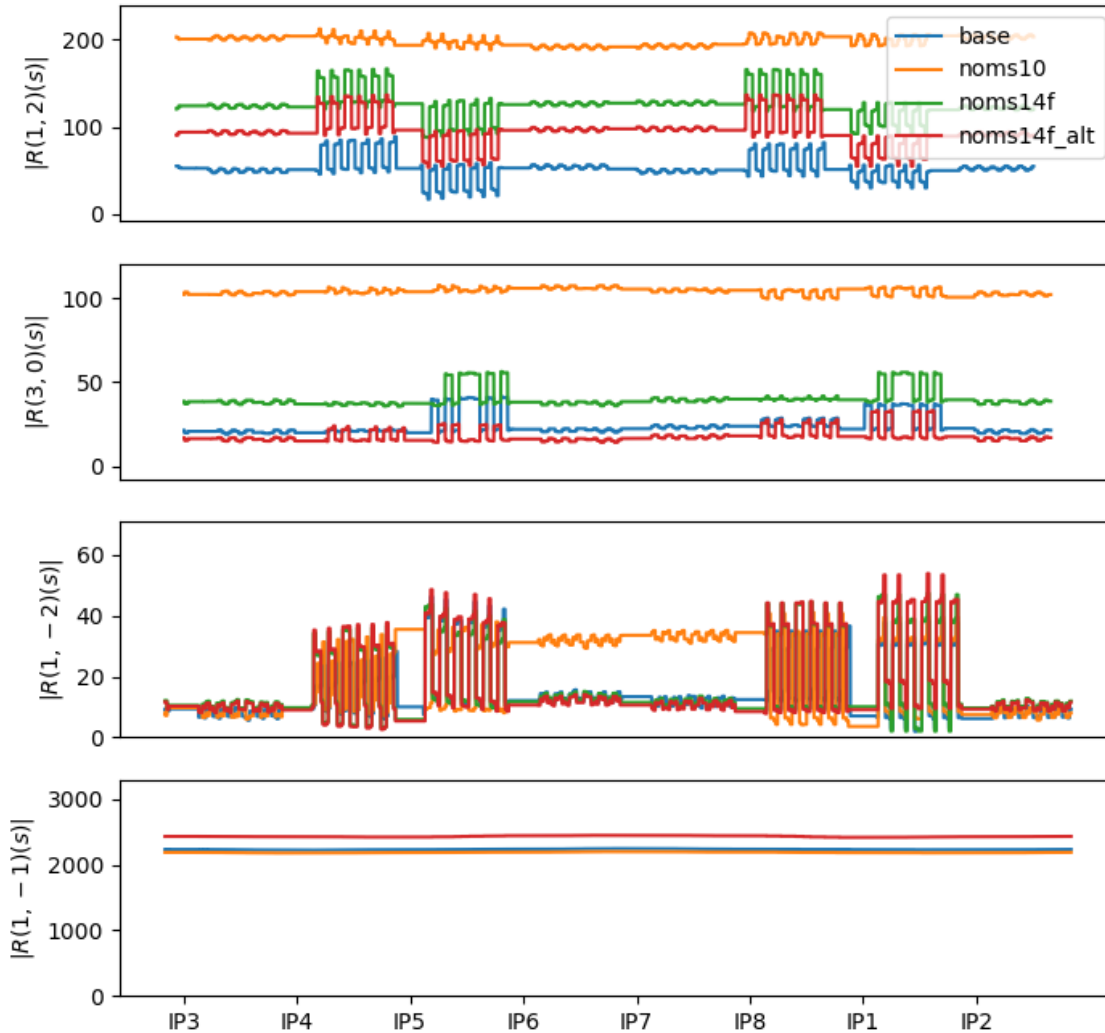 |R(1, 2)(s)|
200
100
0
base
noms10
noms14f
noms14f_alt
|R(3, 0)(s)|
100
50
0
|R(1, −2)(s)|
60
40
20
0
|R(1, −1)(s)|
3000
2000
1000
0
IP3 IP4 IP5 IP6 IP7 IP8 IP1 IP2